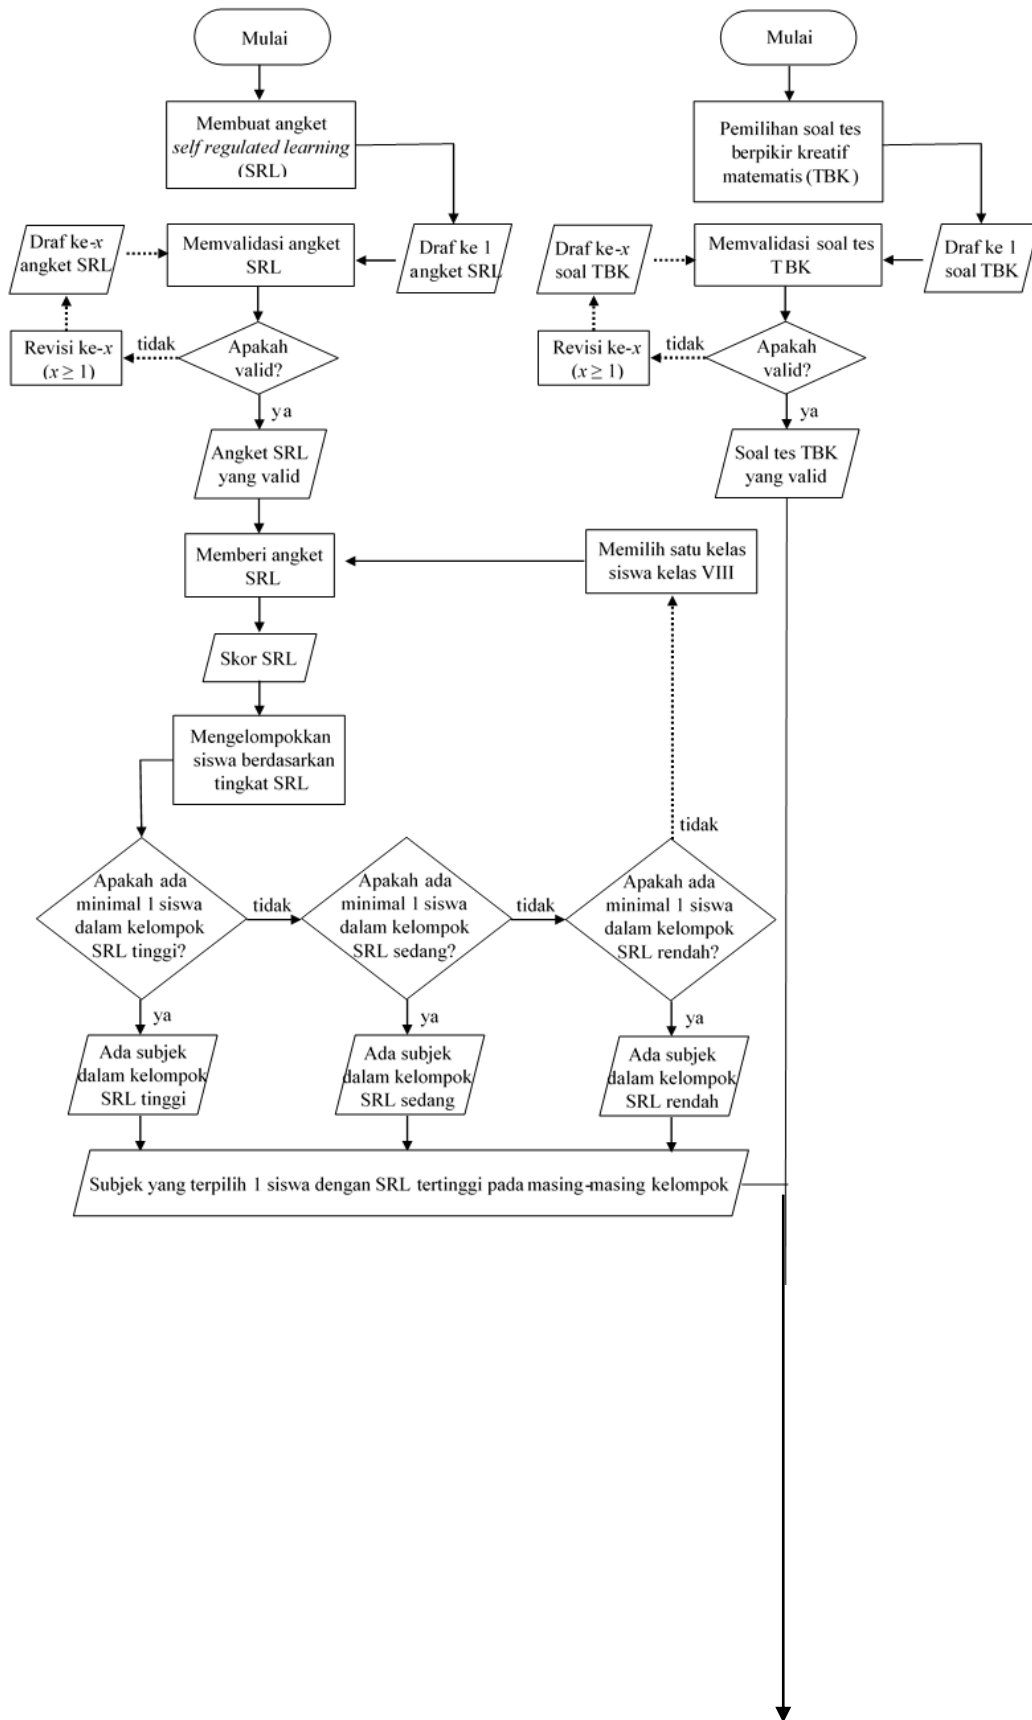 Mulai
Membuat angket
self regulated learning
(SRL)
Draf ke-x
angket SRL
Memvalidasi angket
SRL
Draf ke 1
angket SRL
Revisi ke-x
(x ≥ 1)
tidak
Apakah
valid?
ya
Angket SRL
yang valid
Mulai
Pemilihan soal tes
berpikir kreatif
matematis (TBK)
Draf ke-x
soal TBK
Memvalidasi soal tes
TBK
Draf ke 1
soal TBK
Revisi ke-x
(x ≥ 1)
tidak
Apakah
valid?
ya
Soal tes TBK
yang valid
Memberi angket
SRL
Memilih satu kelas
siswa kelas VIII
Skor SRL
Mengelompokkan
siswa berdasarkan
tingkat SRL
tidak
Apakah ada
minimal 1 siswa
dalam kelompok
SRL tinggi?
tidak
Apakah ada
minimal 1 siswa
dalam kelompok
SRL sedang?
tidak
Apakah ada
minimal 1 siswa
dalam kelompok
SRL rendah?
ya
ya
ya
Ada subjek
dalam kelompok
SRL tinggi
Ada subjek
dalam kelompok
SRL sedang
Ada subjek
dalam kelompok
SRL rendah
Subjek yang terpilih 1 siswa dengan SRL tertinggi pada masing-masing kelompok